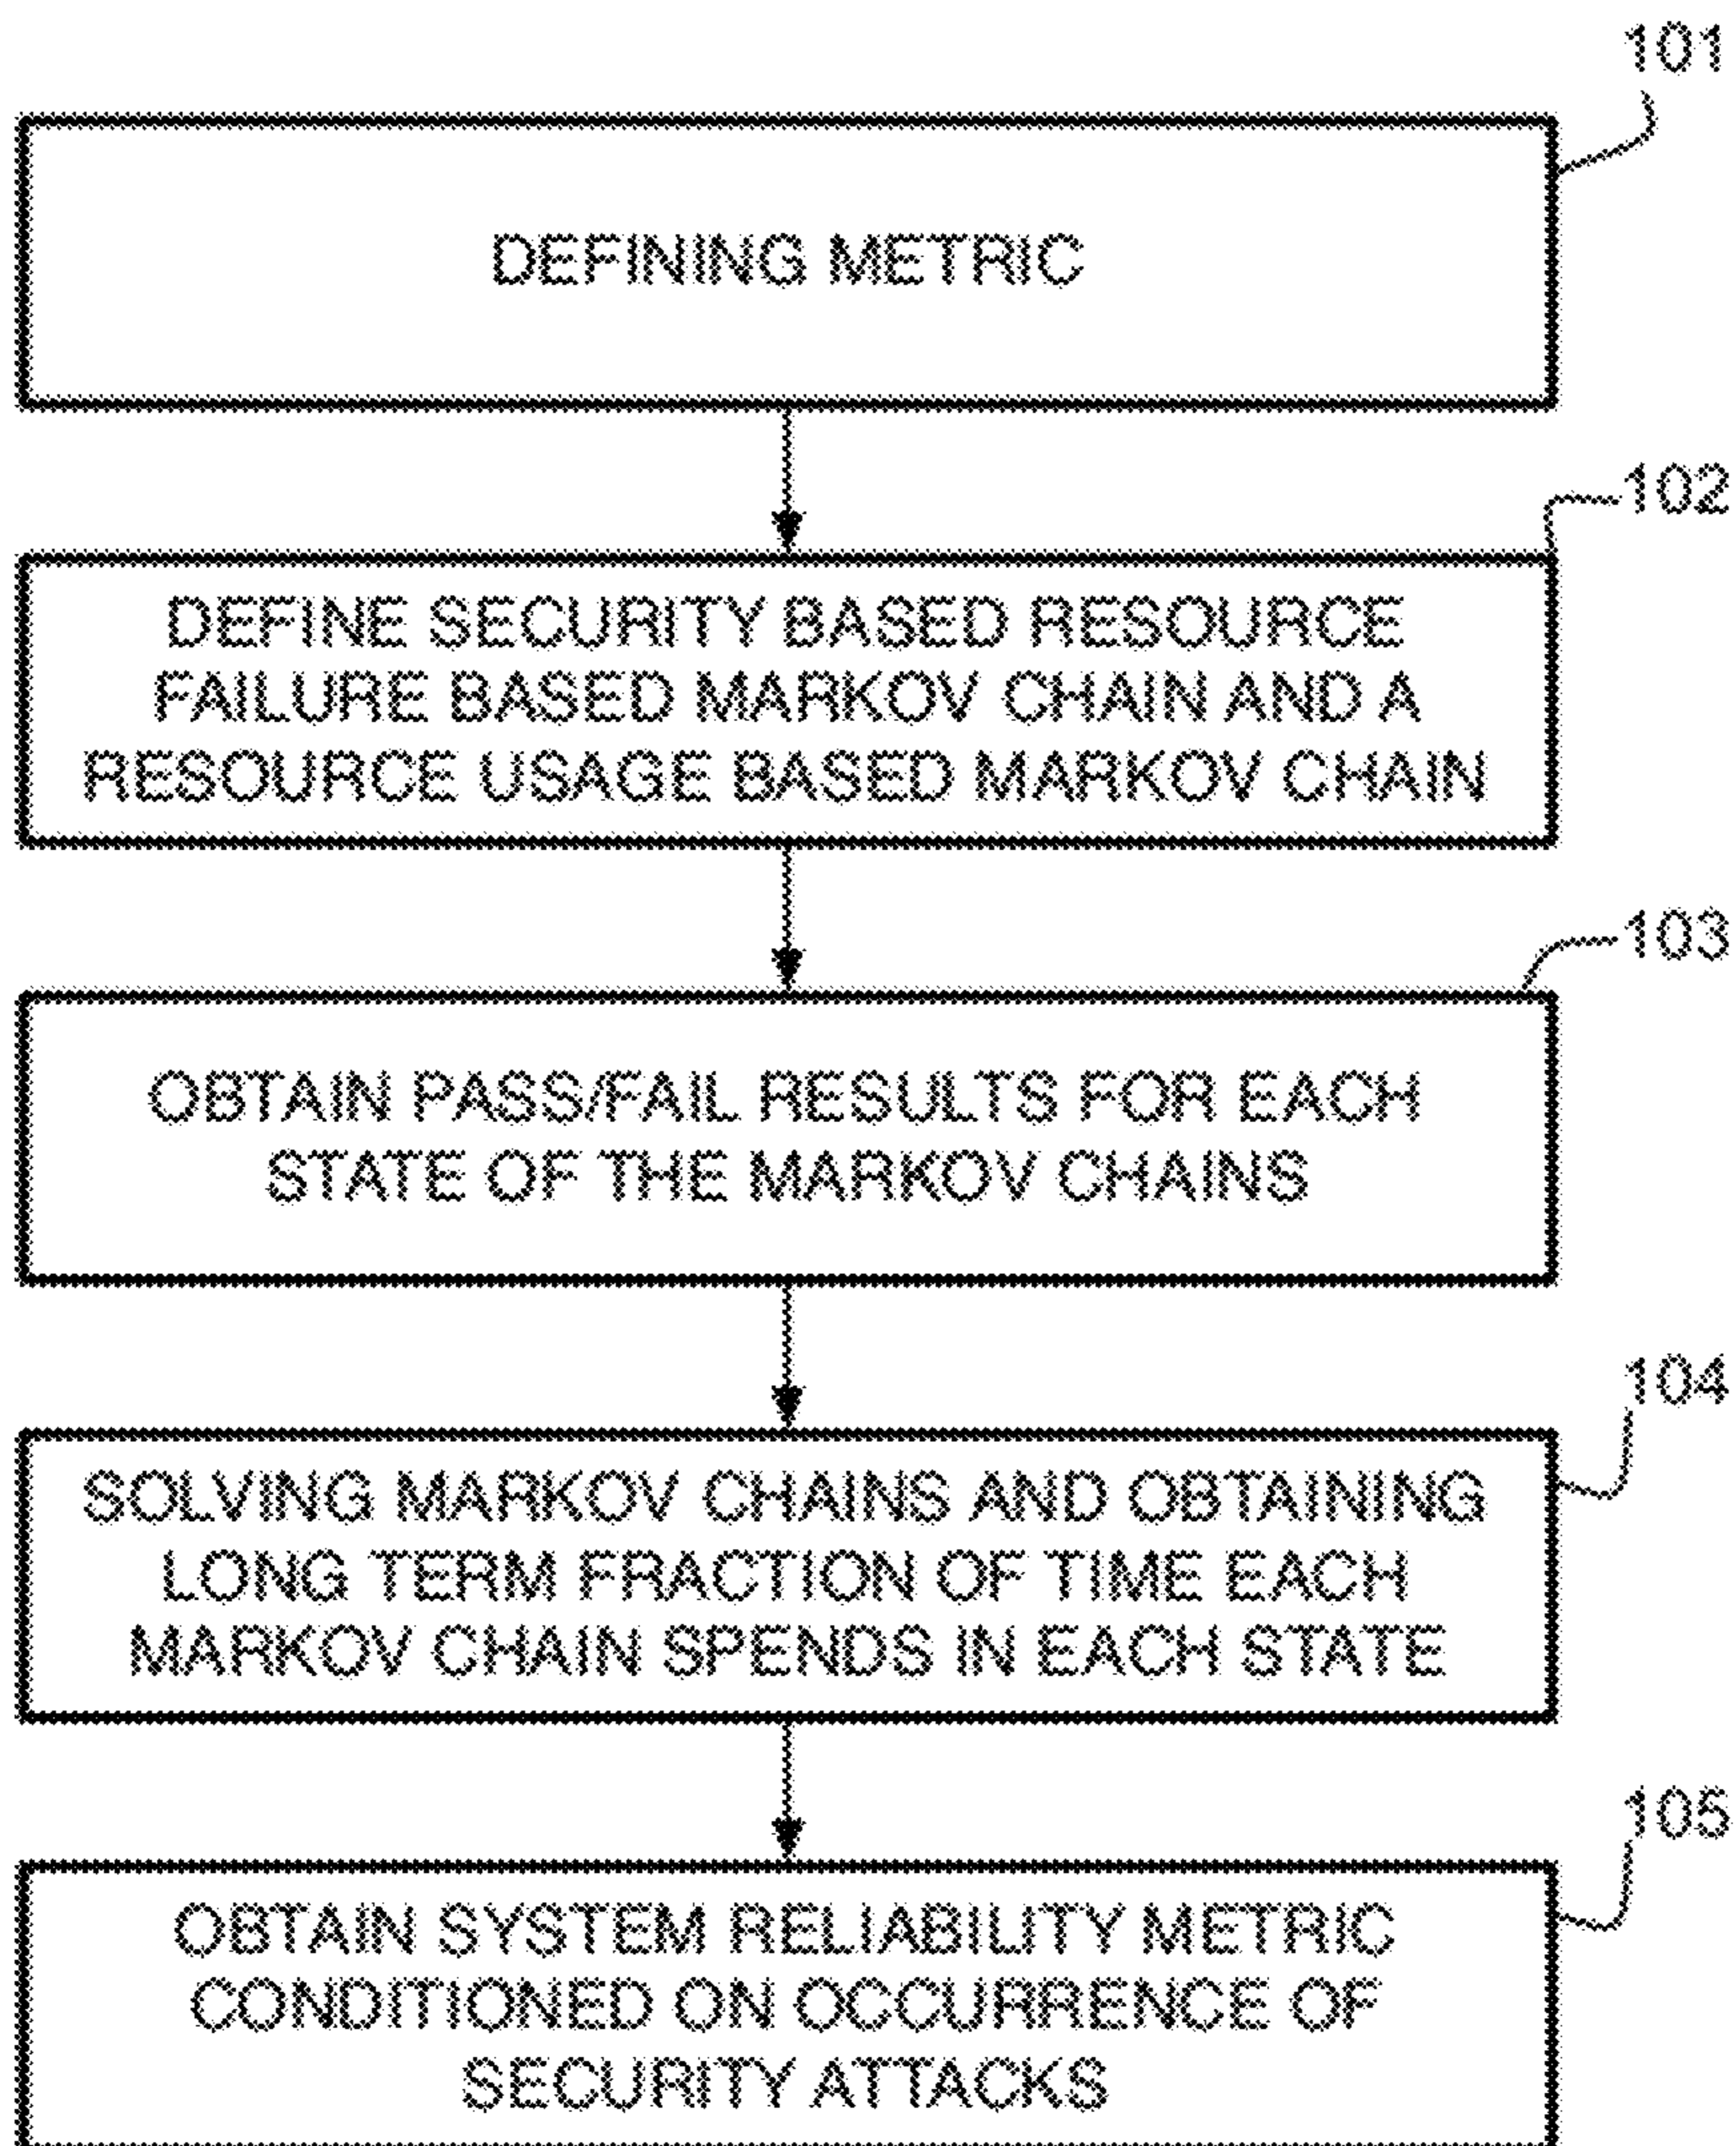 101
DEFINING METRIC
102
DEFINE SECURITY BASED RESOURCE
FAILURE BASED MARKOV CHAIN AND A
RESOURCE USAGE BASED MARKOV CHAIN
103
OBTAIN PASS/FAIL RESULTS FOR EACH
STATE OF THE MARKOV CHAINS
104
SOLVING MARKOV CHAINS AND OBTAINING
LONG TERM FRACTION OF TIME EACH
MARKOV CHAIN SPENDS IN EACH STATE
105
OBTAIN SYSTEM RELIABILITY METRIC
CONDITIONED ON OCCURRENCE OF
SECURITY ATTACKS